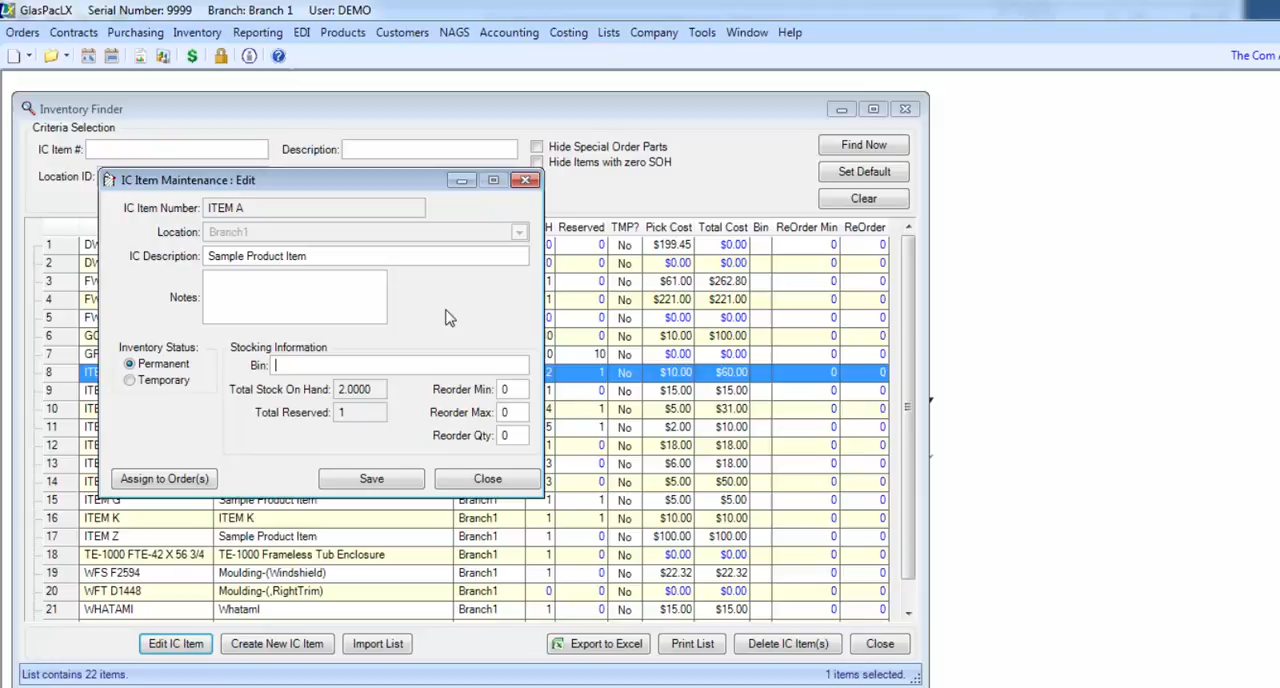 GlasPacLX Serial Number: 9999 Branch: Branch 1 User: DEMO
Orders Contracts Purchasing Inventory Reporting EDI Products Customers NAGS Accounting Costing Lists Company Tools Window Help
The Com
Inventory Finder
Criteria Selection
IC Item #: Description: Hide Special Order Parts Find Now
Hide Items with zero SOH
Location ID: Set Default
Clear
IC Item Maintenance : Edit
IC Item Number: ITEM A
Location: Branch1
IC Description: Sample Product Item
Notes:
Inventory Status:
Permanent
Temporary
Stocking Information
Bin:
Total Stock On Hand: 2.0000 Reorder Min: 0
Total Reserved: 1 Reorder Max: 0
Reorder Qty: 0
Assign to Order(s) Save Close
H Reserved TMP? Pick Cost Total Cost Bin ReOrder Min ReOrder
1 DW 0 0 No $199.45 $0.00 0 0
2 DW 0 0 No $0.00 $0.00 0 0
3 FW 1 0 No $61.00 $262.80 0 0
4 FW 1 0 No $221.00 $221.00 0 0
5 FW 0 0 No $0.00 $0.00 0 0
6 GC 0 0 No $10.00 $100.00 0 0
7 GF 0 10 No $0.00 $0.00 0 0
8 ITE 2 1 No $10.00 $60.00 0 0
9 ITE 1 0 No $15.00 $15.00 0 0
10 ITE 4 1 No $5.00 $31.00 0 0
11 ITE 5 1 No $2.00 $10.00 0 0
12 ITE 1 0 No $18.00 $18.00 0 0
13 ITE 3 0 No $6.00 $18.00 0 0
14 ITE 5 0 No $5.00 $50.00 0 0
15 ITEM G Sample Product Item Branch1 1 1 No $5.00 $5.00 0 0
16 ITEM K ITEM K Branch1 1 1 No $10.00 $10.00 0 0
17 ITEM Z Sample Product Item Branch1 1 0 No $100.00 $100.00 0 0
18 TE-1000 FTE-42 X 56 3/4 TE-1000 Frameless Tub Enclosure Branch1 1 0 No $0.00 $0.00 0 0
19 WFS F2594 Moulding-(Windshield) Branch1 1 0 No $22.32 $22.32 0 0
20 WFT D1448 Moulding-(,RightTrim) Branch1 0 0 No $0.00 $0.00 0 0
21 WHATAMI WhatamI Branch1 1 0 No $15.00 $15.00 0 0
Edit IC Item Create New IC Item Import List Export to Excel Print List Delete IC Item(s) Close
List contains 22 items. 1 items selected.